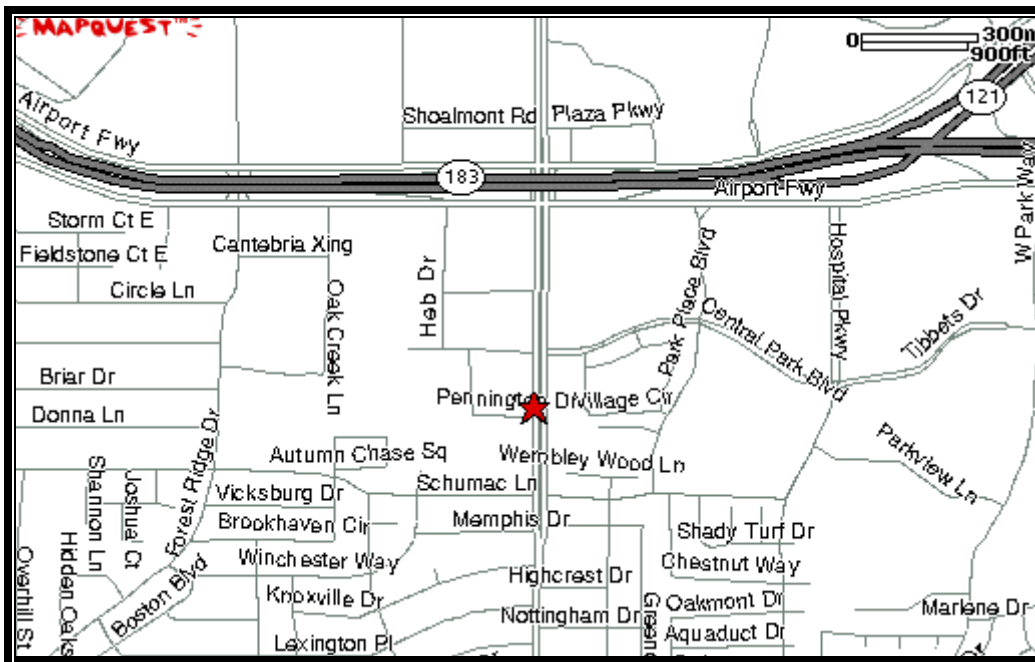 MAPQUEST™
0 300m
900ft
121
Airport Fwy
Shoalmont Rd
Plaza Pkwy
183
Airport Fwy
W Park Way
Storm Ct E
Fieldstone Ct E
Circle Ln
Cantebria Xing
Oak Creek Ln
Heb Dr
Park Place Blvd
Hospital Pkwy
Central Park Blvd
Tibbets Dr
Briar Dr
Donna Ln
Pennington D
Village Cir
Forest Ridge Dr
Autumn Chase Sq
Wembley Wood Ln
Parkview Ln
Shannon Ln
Joshua Ct
Vicksburg Dr
Schumac Ln
Brookhaven Cir
Memphis Dr
Shady Turf Dr
Overhill St
Hidden Oaks
Boston Blvd
Winchester Way
Chestnut Way
Highcrest Dr
Knoxville Dr
Oakmont Dr
Marlene Dr
Nottingham Dr
Lexington Pl
Aquaduct Dr